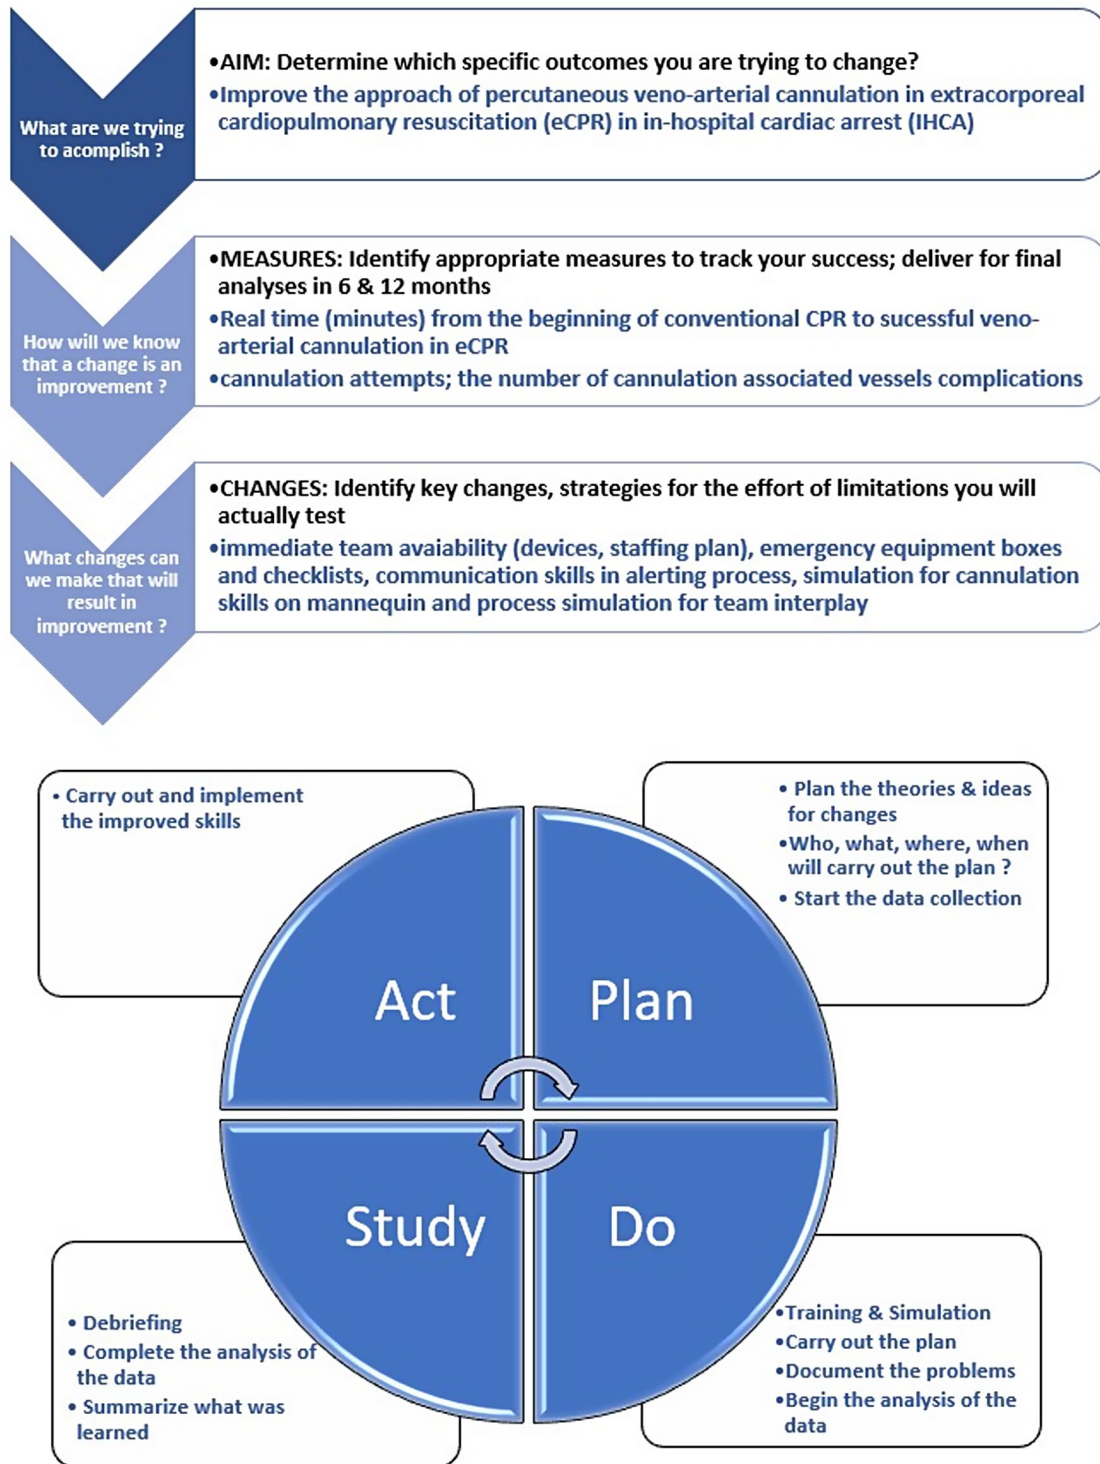 What are we trying
to acomplish ?
•AIM: Determine which specific outcomes you are trying to change?
•Improve the approach of percutaneous veno-arterial cannulation in extracorporeal
cardiopulmonary resuscitation (eCPR) in in-hospital cardiac arrest (IHCA)
How will we know
that a change is an
improvement ?
•MEASURES: Identify appropriate measures to track your success; deliver for final
analyses in 6 & 12 months
•Real time (minutes) from the beginning of conventional CPR to sucessful veno-
arterial cannulation in eCPR
•cannulation attempts; the number of cannulation associated vessels complications
What changes can
we make that will
result in
improvement ?
•CHANGES: Identify key changes, strategies for the effort of limitations you will
actually test
•immediate team avaiability (devices, staffing plan), emergency equipment boxes
and checklists, communication skills in alerting process, simulation for cannulation
skills on mannequin and process simulation for team interplay
• Carry out and implement
the improved skills
• Plan the theories & ideas
for changes
•Who, what, where, when
will carry out the plan ?
• Start the data collection
Act
Plan
Study
Do
• Debriefing
• Complete the analysis of
the data
• Summarize what was
learned
•Training & Simulation
•Carry out the plan
•Document the problems
•Begin the analysis of the
data